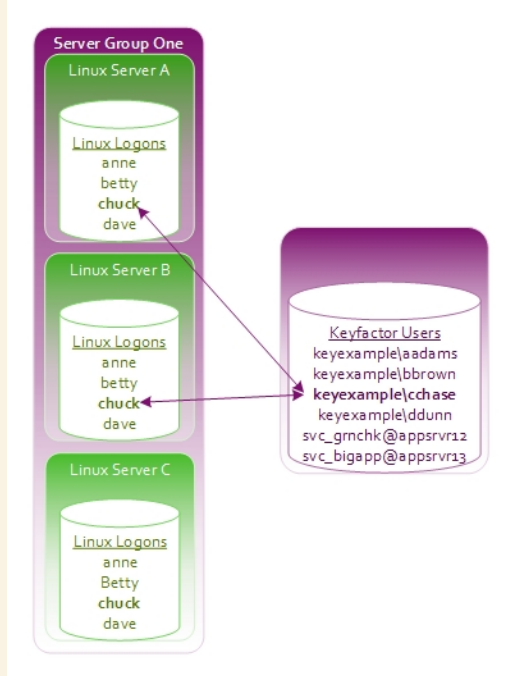 Server Group One
Linux Server A
Linux Logons
anne
betty
chuck
dave
Linux Server B
Linux Logons
anne
betty
chuck
dave
Linux Server C
Linux Logons
anne
Betty
chuck
dave
Keyfactor Users
keyexample\aadams
keyexample\bbrown
keyexample\cchase
keyexample\ddunn
svc_grnchk@appsrvr12
svc_bigapp@appsrvr13